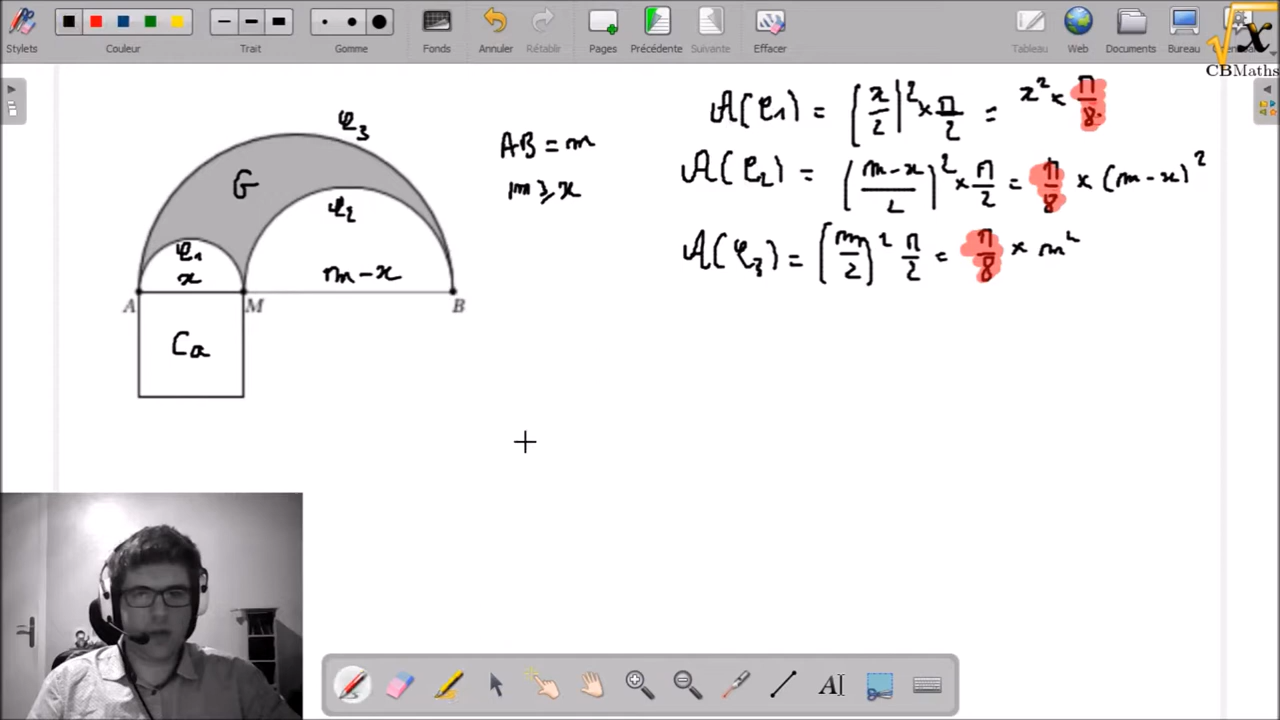 Stylets Couleur Trait Gomme Fonds Annuler Rétablir Pages Précédente Suivante Effacer Tableau Web Documents Bureau
√x
CBMaths
𝒜(𝒞₁) = (x/2)² × π/2 = x² × π/8
𝒜(𝒞₂) = ((m-x)/2)² × π/2 = π/8 × (m-x)²
𝒜(𝒞₃) = (m/2)² π/2 = π/8 × m²
AB = m
m ≥ x
𝒞₃
G
𝒞₂
𝒞₁
x
m-x
A M B
Ca
AI